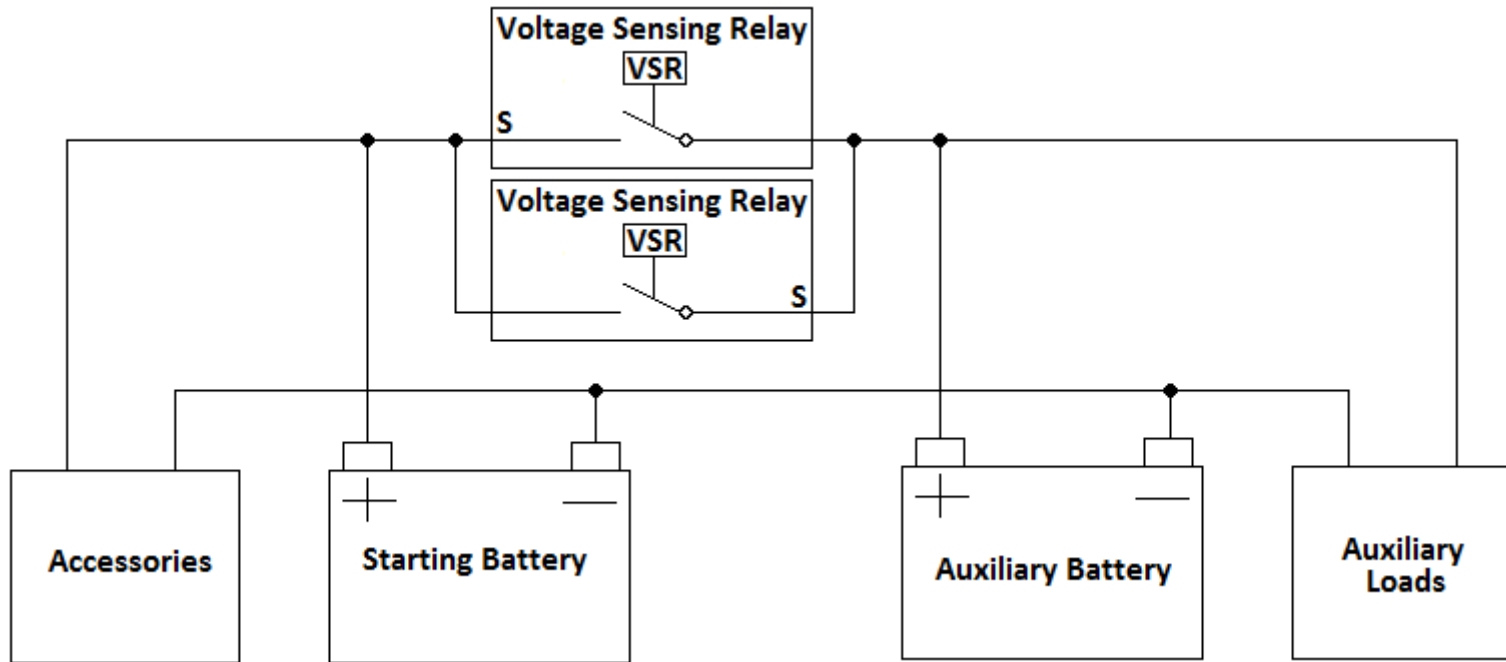 Voltage Sensing Relay
VSR
S
Voltage Sensing Relay
VSR
S
Accessories
Starting Battery
Auxiliary Battery
Auxiliary
Loads